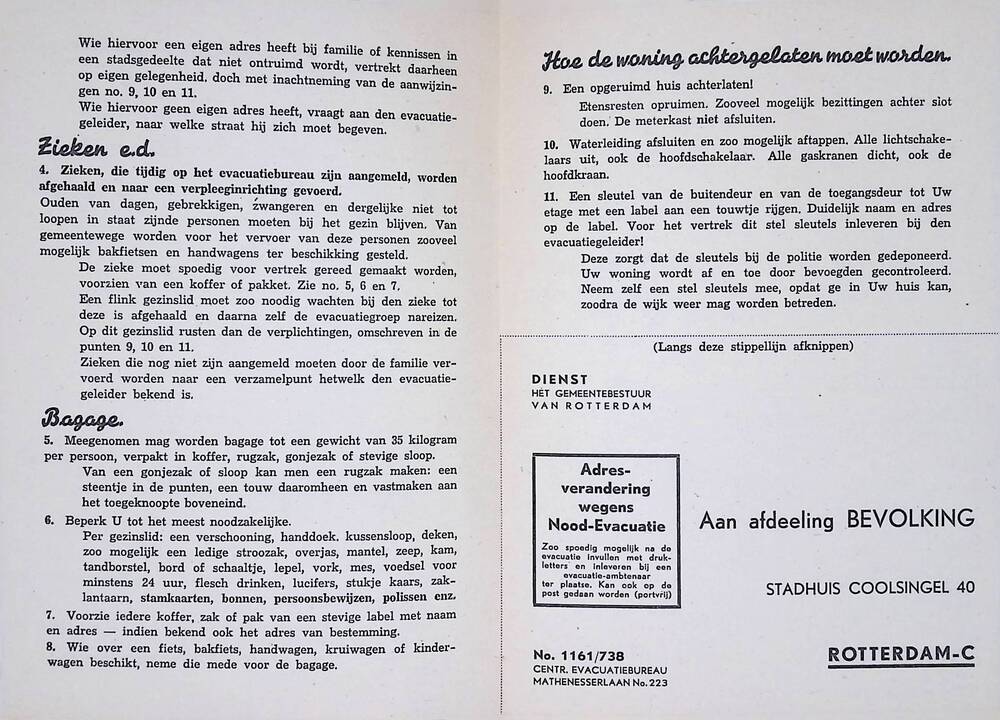 Wie hiervoor een eigen adres heeft bij familie of kennissen in
een stadsgedeelte dat niet ontruimd wordt, vertrekt daarheen
op eigen gelegenheid. doch met inachtneming van de aanwijzin-
gen no. 9, 10 en 11.
Wie hiervoor geen eigen adres heeft, vraagt aan den evacuatie-
geleider, naar welke straat hij zich moet begeven.
Zieken e.d.
4. Zieken, die tijdig op het evacuatiebureau zijn aangemeld, worden
afgehaald en naar een verpleeginrichting gevoerd.
Ouden van dagen, gebrekkigen, zwangeren en dergelijke niet tot
loopen in staat zijnde personen moeten bij het gezin blijven. Van
gemeentewege worden voor het vervoer van deze personen zooveel
mogelijk bakfietsen en handwagens ter beschikking gesteld.
De zieke moet spoedig voor vertrek gereed gemaakt worden,
voorzien van een koffer of pakket. Zie no. 5, 6 en 7.
Een flink gezinslid moet zoo noodig wachten bij den zieke tot
deze is afgehaald en daarna zelf de evacuatiegroep nareizen.
Op dit gezinslid rusten dan de verplichtingen, omschreven in de
punten 9, 10 en 11.
Zieken die nog niet zijn aangemeld moeten door de familie ver-
voerd worden naar een verzamelpunt hetwelk den evacuatie-
geleider bekend is.
Bagage.
5. Meegenomen mag worden bagage tot een gewicht van 35 kilogram
per persoon, verpakt in koffer, rugzak, gonjezak of stevige sloop.
Van een gonjezak of sloop kan men een rugzak maken: een
steentje in de punten, een touw daaromheen en vastmaken aan
het toegeknoopte boveneind.
6. Beperk U tot het meest noodzakelijke.
Per gezinslid: een verschooning, handdoek. kussensloop, deken,
zoo mogelijk een ledige stroozak, overjas, mantel, zeep, kam,
tandborstel, bord of schaaltje, lepel, vork, mes, voedsel voor
minstens 24 uur, flesch drinken, lucifers, stukje kaars, zak-
lantaarn, stamkaarten, bonnen, persoonsbewijzen, polissen enz.
7. Voorzie iedere koffer, zak of pak van een stevige label met naam
en adres — indien bekend ook het adres van bestemming.
8. Wie over een fiets, bakfiets, handwagen, kruiwagen of kinder-
wagen beschikt, neme die mede voor de bagage.
Hoe de woning achtergelaten moet worden.
9. Een opgeruimd huis achterlaten!
Etensresten opruimen. Zooveel mogelijk bezittingen achter slot
doen. De meterkast niet afsluiten.
10. Waterleiding afsluiten en zoo mogelijk aftappen. Alle lichtschake-
laars uit, ook de hoofdschakelaar. Alle gaskranen dicht, ook de
hoofdkraan.
11. Een sleutel van de buitendeur en van de toegangsdeur tot Uw
etage met een label aan een touwtje rijgen. Duidelijk naam en adres
op de label. Voor het vertrek dit stel sleutels inleveren bij den
evacuatiegeleider!
Deze zorgt dat de sleutels bij de politie worden gedeponeerd.
Uw woning wordt af en toe door bevoegden gecontroleerd.
Neem zelf een stel sleutels mee, opdat ge in Uw huis kan,
zoodra de wijk weer mag worden betreden.
(Langs deze stippellijn afknippen)
DIENST
HET GEMEENTEBESTUUR
VAN ROTTERDAM
Adres-
verandering
wegens
Nood-Evacuatie
Zoo spoedig mogelijk na de
evacuatie invullen met druk-
letters en inleveren bij een
evacuatie-ambtenaar
ter plaatse. Kan ook op de
post gedaan worden (portvrij)
Aan afdeeling BEVOLKING
STADHUIS COOLSINGEL 40
ROTTERDAM-C
No. 1161/738
CENTR. EVACUATIEBUREAU
MATHENESSERLAAN No. 223